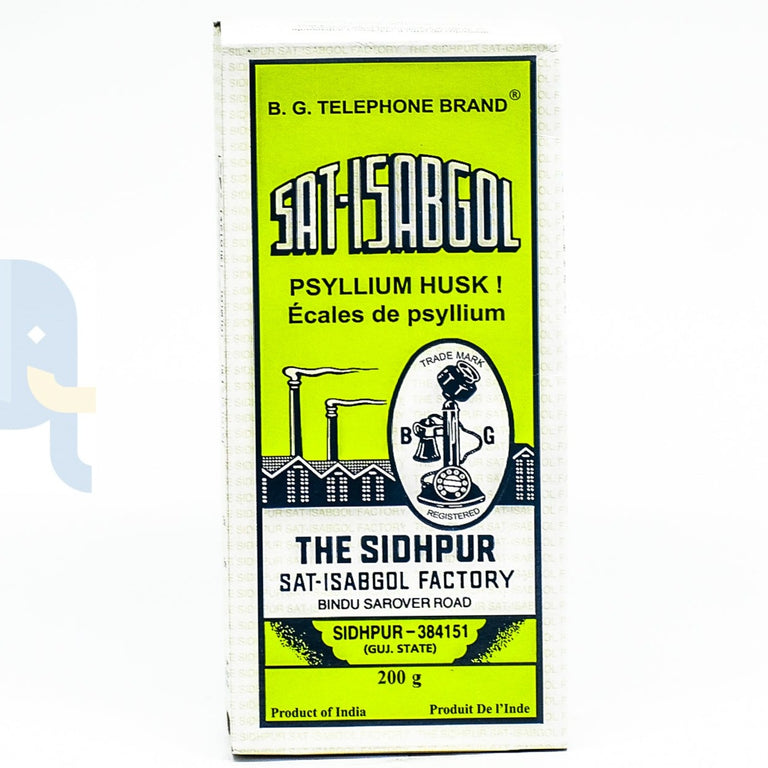 B. G. TELEPHONE BRAND®
SAT-ISABGOL
PSYLLIUM HUSK !
Écales de psyllium
TRADE MARK
B G
REGISTERED
THE SIDHPUR
SAT-ISABGOL FACTORY
BINDU SAROVER ROAD
SIDHPUR – 384151
(GUJ. STATE)
200 g
Product of India Produit De l'Inde